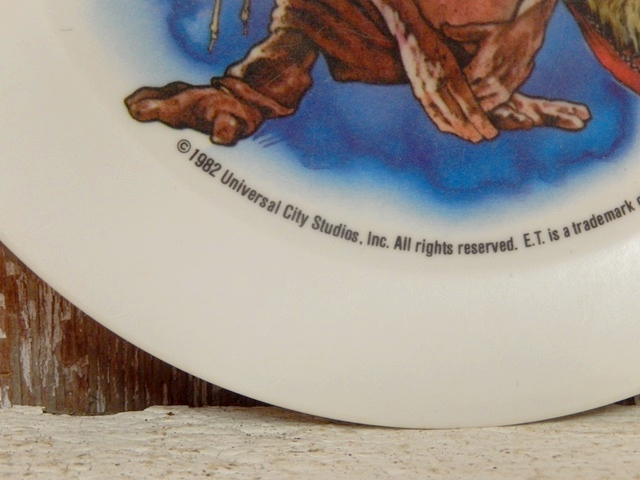 ©1982 Universal City Studios, Inc. All rights reserved. E.T. is a trademark